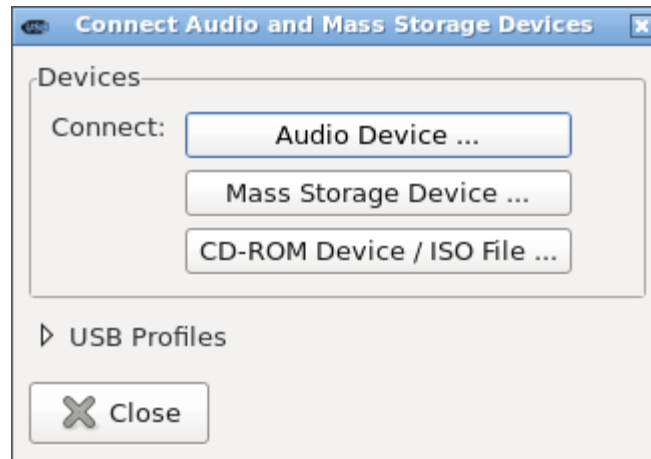 Connect Audio and Mass Storage Devices
Devices
Connect:
Audio Device ...
Mass Storage Device ...
CD-ROM Device / ISO File ...
USB Profiles
Close